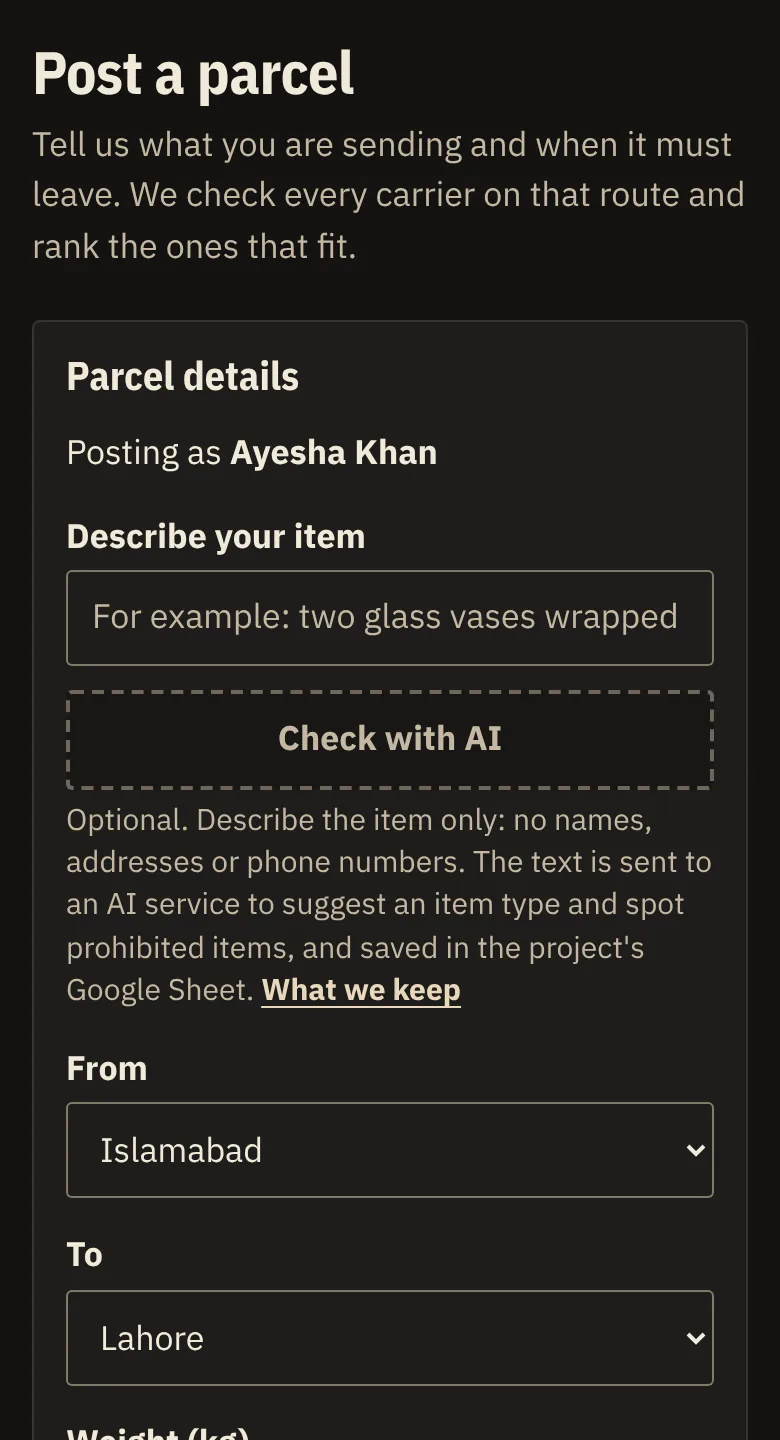 Post a parcel
Tell us what you are sending and when it must
leave. We check every carrier on that route and
rank the ones that fit.
Parcel details
Posting as Ayesha Khan
Describe your item
For example: two glass vases wrapped
Check with AI
Optional. Describe the item only: no names,
addresses or phone numbers. The text is sent to
an AI service to suggest an item type and spot
prohibited items, and saved in the project's
Google Sheet. What we keep
From
Islamabad
To
Lahore
Weight (kg)